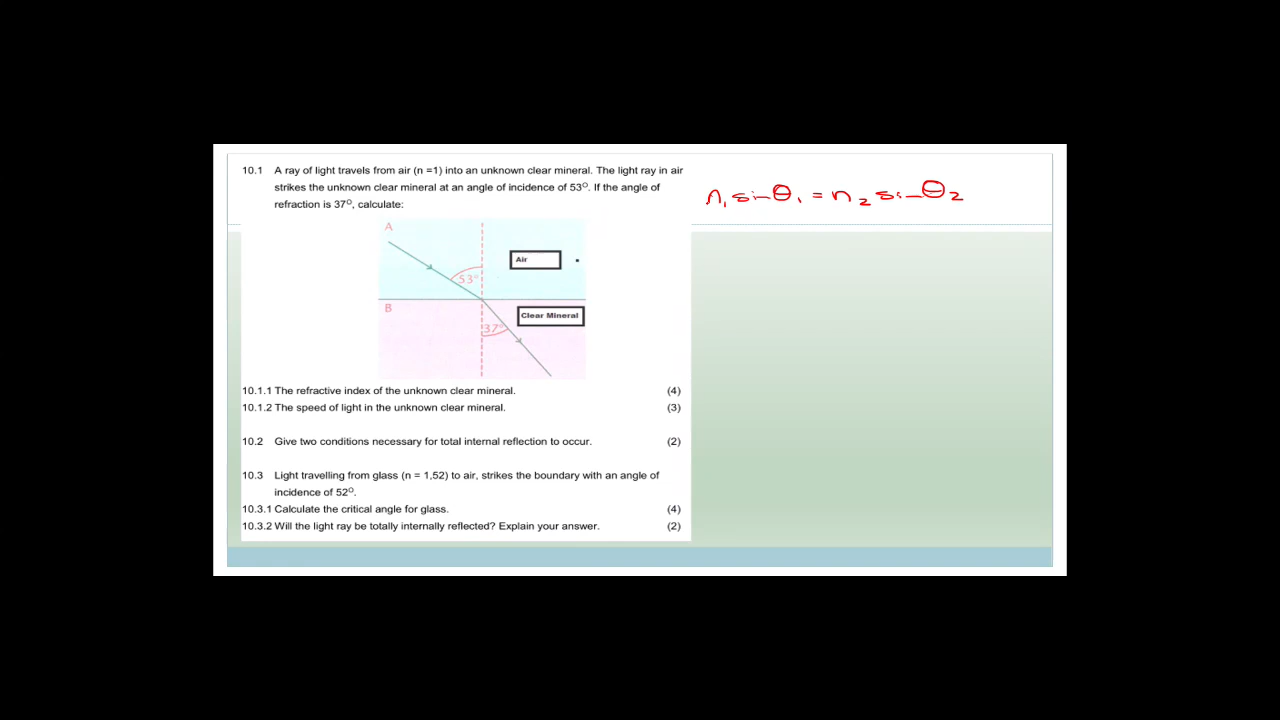 10.1 A ray of light travels from air (n =1) into an unknown clear mineral. The light ray in air
strikes the unknown clear mineral at an angle of incidence of 53°. If the angle of
refraction is 37°, calculate:
n₁ sinθ₁ = n₂ sinθ₂
A
Air
53°
B
Clear Mineral
37°
10.1.1 The refractive index of the unknown clear mineral. (4)
10.1.2 The speed of light in the unknown clear mineral. (3)
10.2 Give two conditions necessary for total internal reflection to occur. (2)
10.3 Light travelling from glass (n = 1,52) to air, strikes the boundary with an angle of
incidence of 52°.
10.3.1 Calculate the critical angle for glass. (4)
10.3.2 Will the light ray be totally internally reflected? Explain your answer. (2)